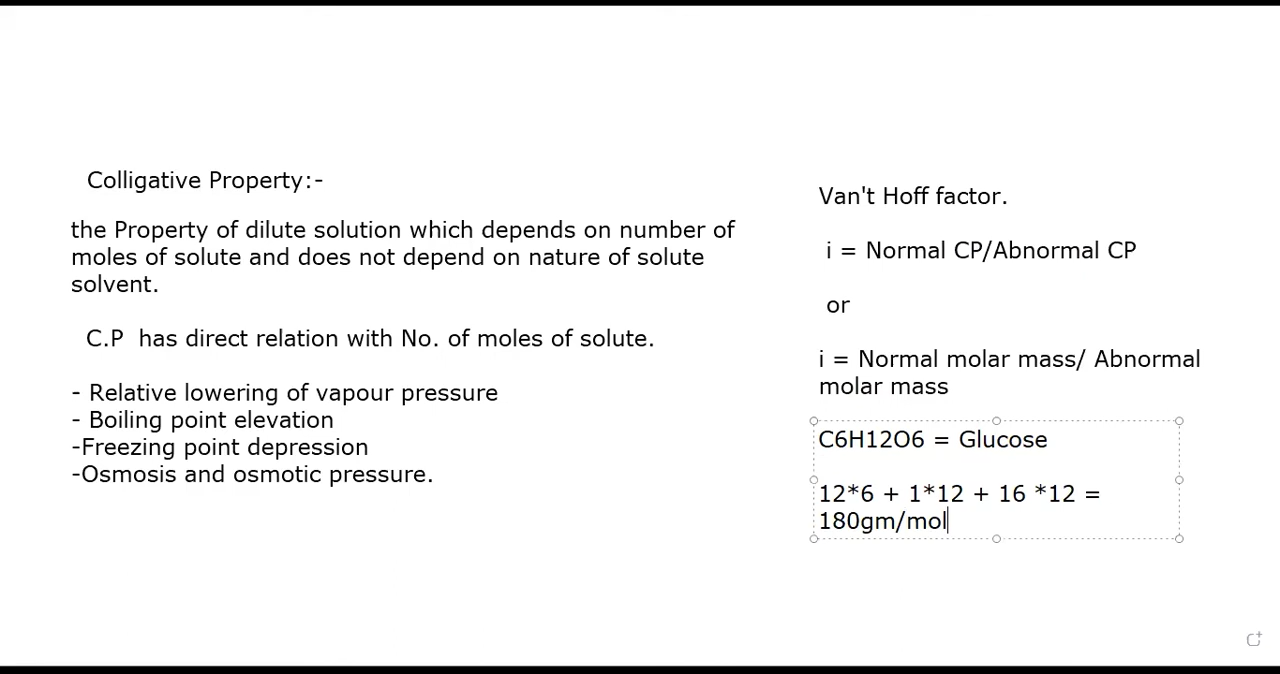 Colligative Property:-
the Property of dilute solution which depends on number of
moles of solute and does not depend on nature of solute
solvent.
C.P  has direct relation with No. of moles of solute.
- Relative lowering of vapour pressure
- Boiling point elevation
-Freezing point depression
-Osmosis and osmotic pressure.
Van't Hoff factor.
i = Normal CP/Abnormal CP
or
i = Normal molar mass/ Abnormal
molar mass
C6H12O6 = Glucose
12*6 + 1*12 + 16 *12 =
180gm/mol